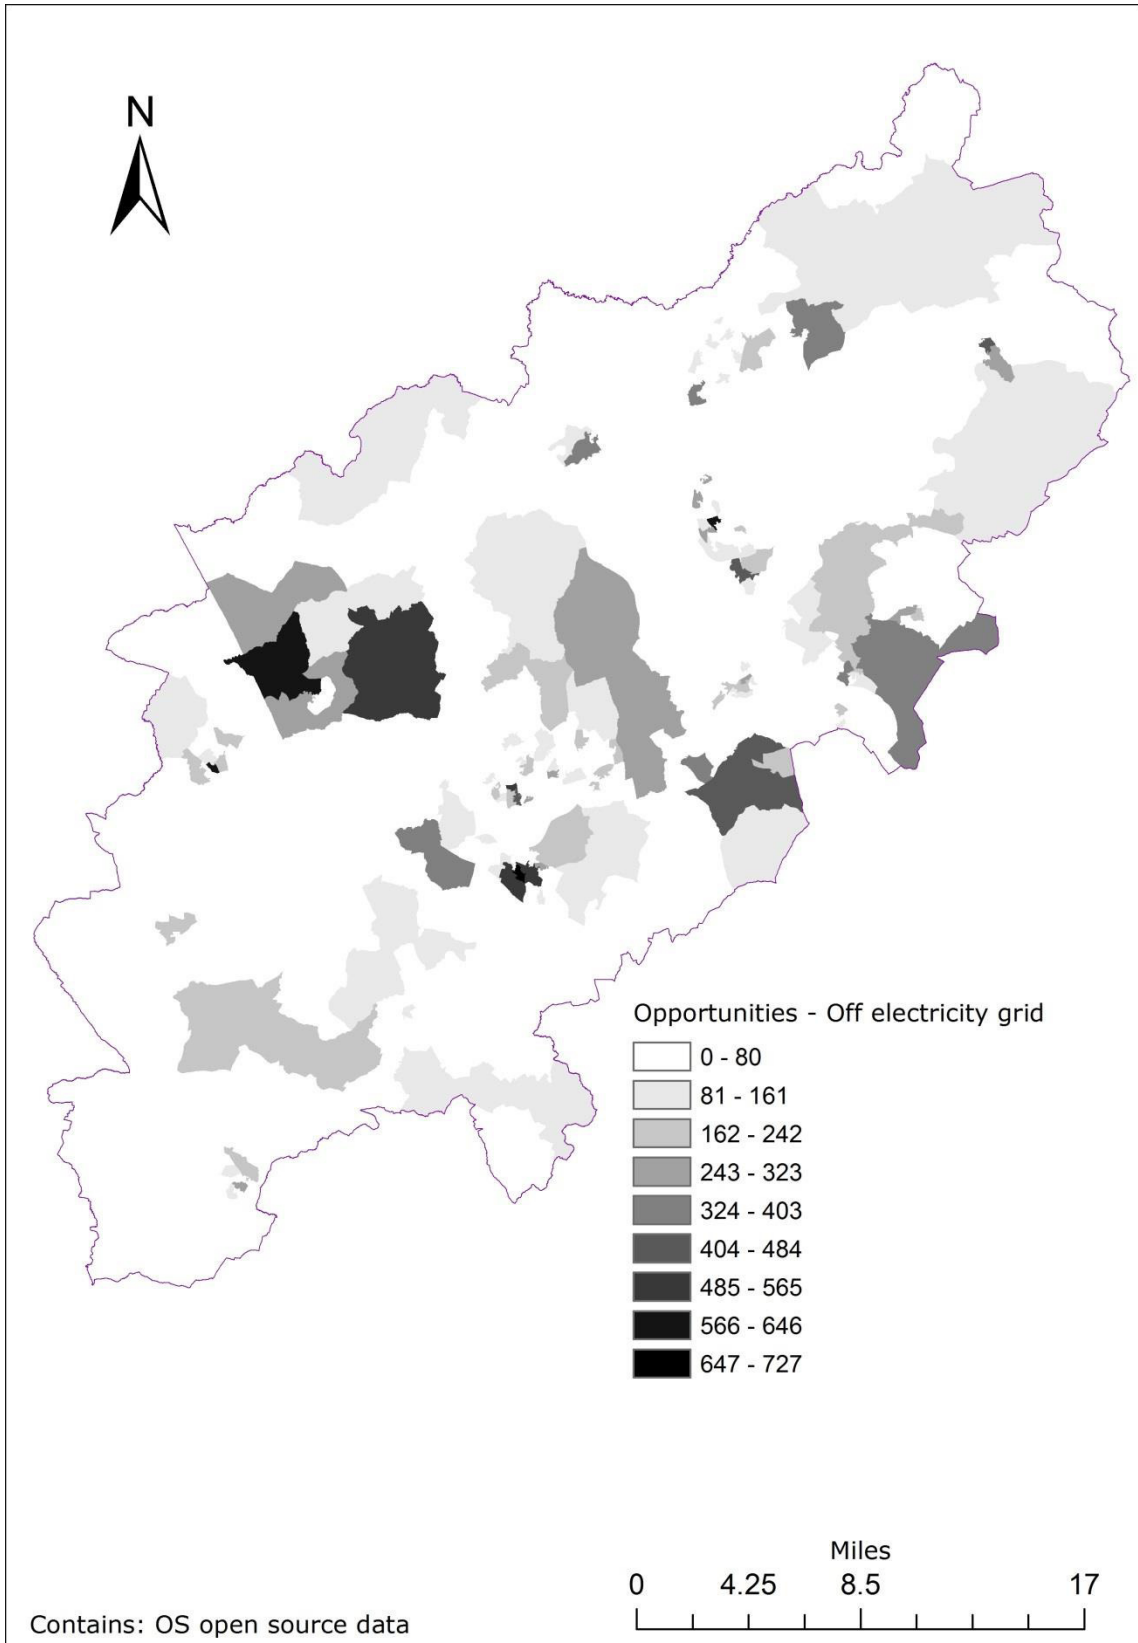 N
Opportunities - Off electricity grid
0 - 80
81 - 161
162 - 242
243 - 323
324 - 403
404 - 484
485 - 565
566 - 646
647 - 727
Miles
0 4.25 8.5 17
Contains: OS open source data